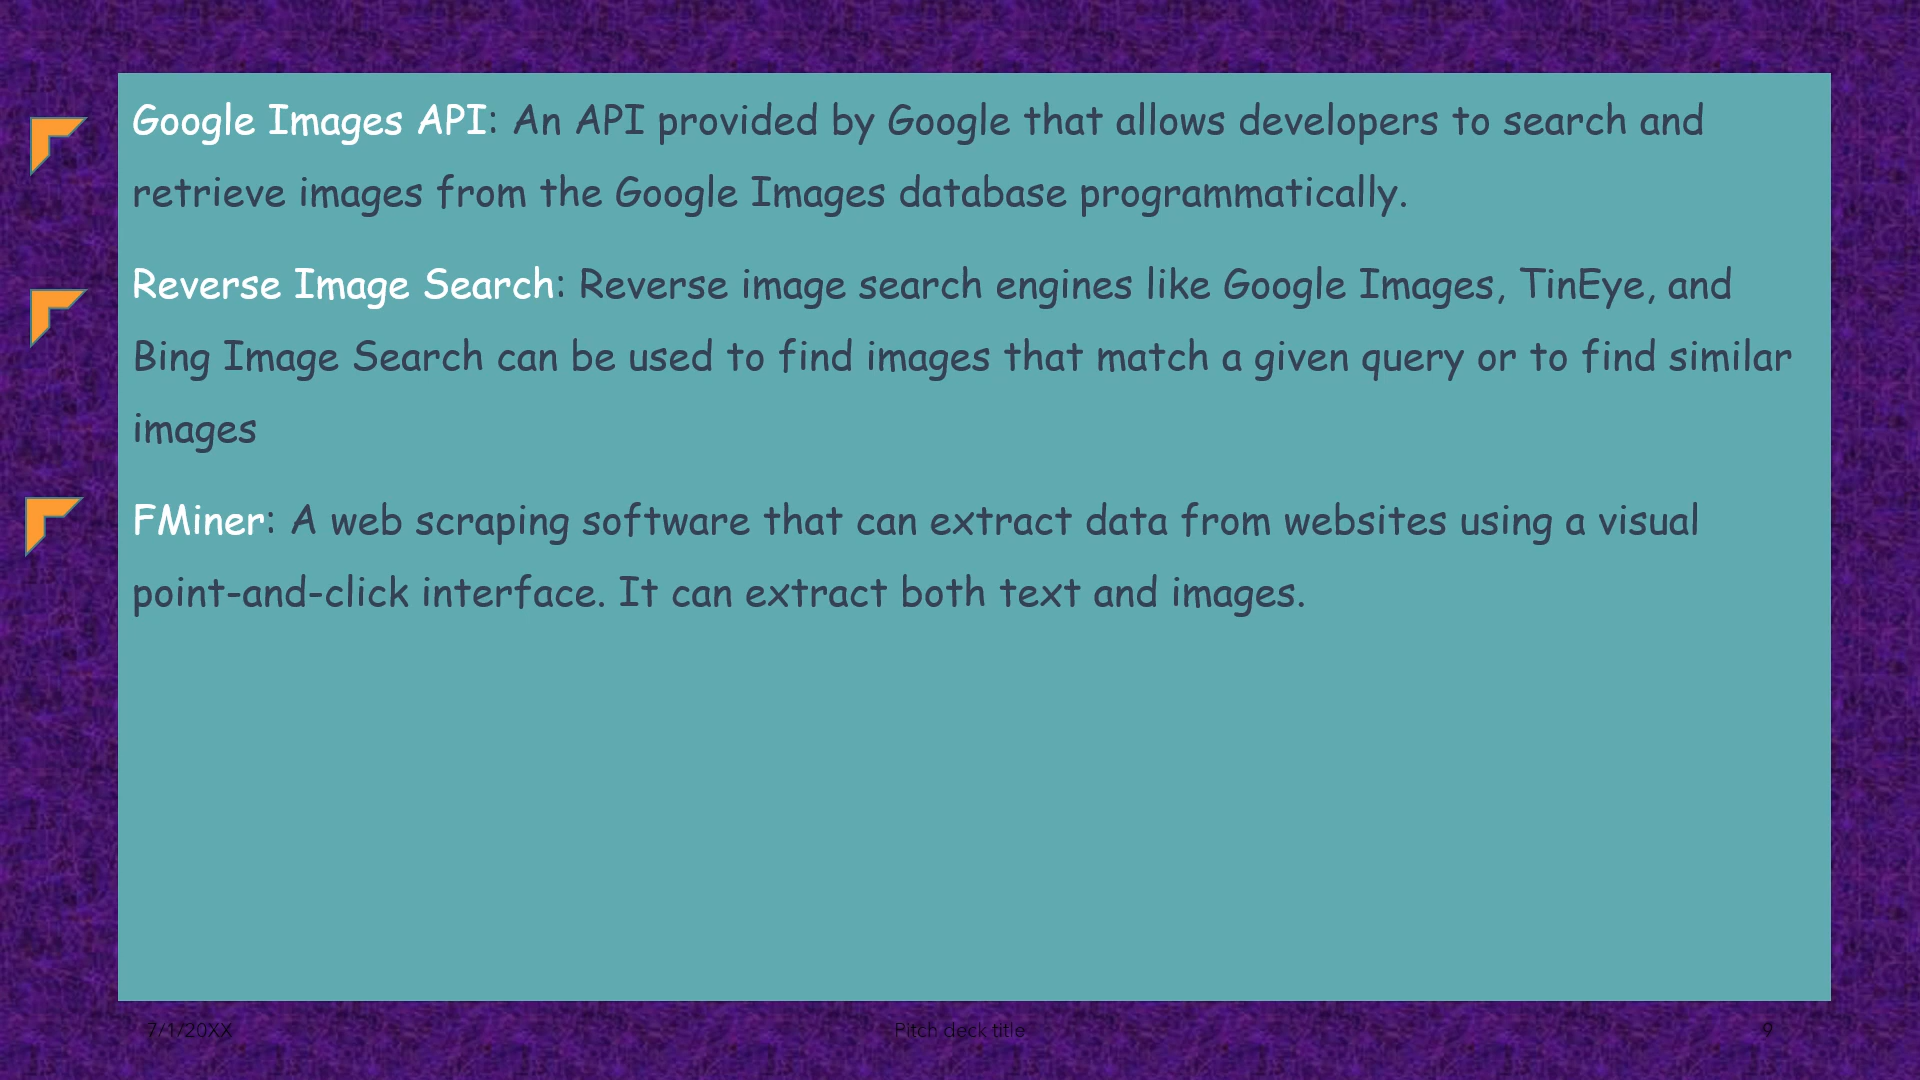 Google Images API: An API provided by Google that allows developers to search and
retrieve images from the Google Images database programmatically.
Reverse Image Search: Reverse image search engines like Google Images, TinEye, and
Bing Image Search can be used to find images that match a given query or to find similar
images
FMiner: A web scraping software that can extract data from websites using a visual
point-and-click interface. It can extract both text and images.
7/1/20XX
Pitch deck title
9